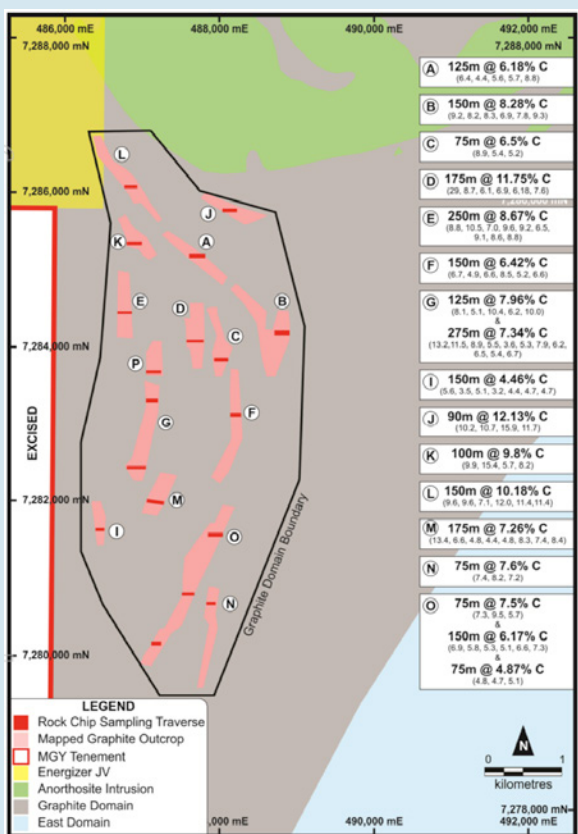 486,000 mE
488,000 mE
490,000 mE
492,000 mE
7,288,000 mN
7,288,000 mN
A 125m @ 6.18% C
(6.4, 4.4, 5.6, 5.7, 8.8)
B 150m @ 8.28% C
(9.2, 8.2, 8.3, 6.9, 7.8, 9.3)
C 75m @ 6.5% C
(8.9, 5.4, 5.2)
D 175m @ 11.75% C
(29, 8.7, 6.1, 6.9, 6.18, 7.6)
7,286,000 mN
E 250m @ 8.67% C
(8.8, 10.5, 7.0, 9.6, 9.2, 6.5,
9.1, 8.6, 8.8)
F 150m @ 6.42% C
(6.7, 4.9, 6.6, 8.5, 5.2, 6.6)
G 125m @ 7.96% C
(8.1, 5.1, 10.4, 6.2, 10.0)
&
275m @ 7.34% C
(13.2,11.5, 8.9, 5.5, 3.6, 5.3, 7.9, 6.2,
6.5, 5.4, 6.7)
I 150m @ 4.46% C
(5.6, 3.5, 5.1, 3.2, 4.4, 4.7, 4.7)
J 90m @ 12.13% C
(10.2, 10.7, 15.9, 11.7)
K 100m @ 9.8% C
(9.9, 15.4, 5.7, 8.2)
L 150m @ 10.18% C
(9.6, 9.6, 7.1, 12.0, 11.4,11.4)
M 175m @ 7.26% C
(13.4, 6.6, 4.8, 4.4, 4.8, 8.3, 7.4, 8.4)
N 75m @ 7.6% C
(7.4, 8.2, 7.2)
O 75m @ 7.5% C
(7.3, 9.5, 5.7)
&
150m @ 6.17% C
(6.9, 5.8, 5.3, 5.1, 6.6, 7.3)
&
75m @ 4.87% C
(4.8, 4.7, 5.1)
L
7,286,000 mN
J
K
A
E
D
B
C
7,284,000 mN
P
G
F
EXCISED
7,282,000 mN
M
I
O
Graphite Domain Boundary
N
7,280,000 mN
LEGEND
Rock Chip Sampling Traverse
Mapped Graphite Outcrop
MGY Tenement
Energizer JV
Anorthosite Intrusion
Graphite Domain
East Domain
N
0 1
kilometres
7,278,000 mN
,000 mE
490,000 mE
492,000 mE